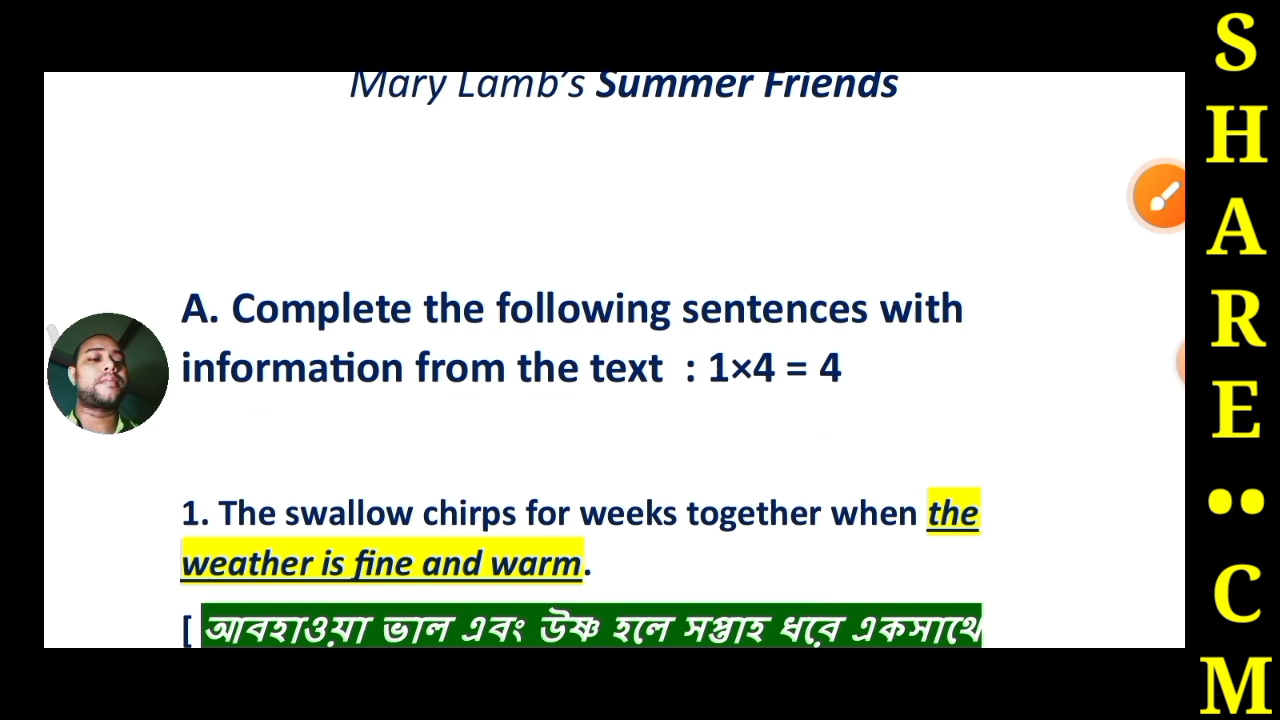 Mary Lamb's Summer Friends
A. Complete the following sentences with
information from the text : 1×4 = 4
1. The swallow chirps for weeks together when the
weather is fine and warm.
[ আবহাওয়া ভাল এবং উষ্ণ হলে সপ্তাহ ধরে একসাথে
SHARE••CM